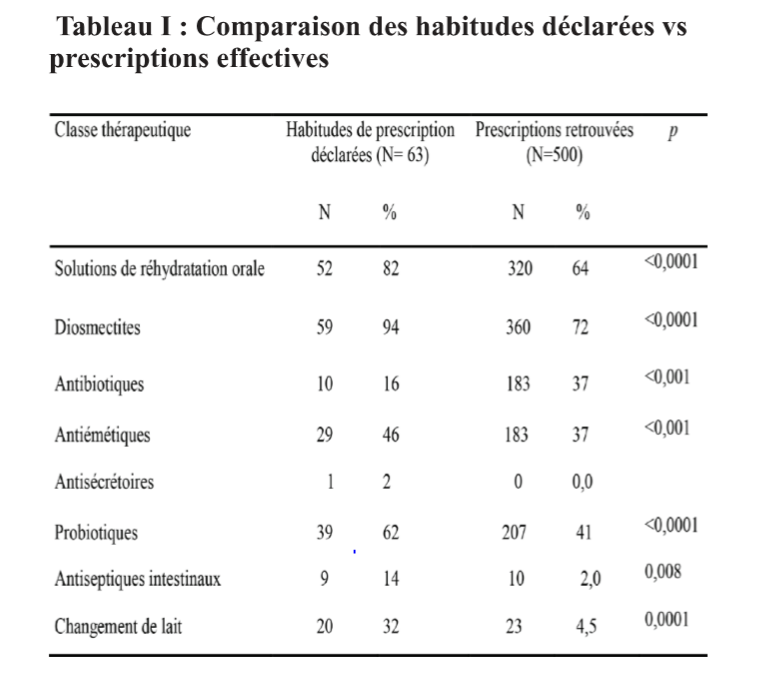 Tableau I : Comparaison des habitudes déclarées vs
prescriptions effectives
Classe thérapeutique Habitudes de prescription Prescriptions retrouvées p
déclarées (N= 63) (N=500)
N % N %
Solutions de réhydratation orale 52 82 320 64 <0,0001
Diosmectites 59 94 360 72 <0,0001
Antibiotiques 10 16 183 37 <0,001
Antiémétiques 29 46 183 37 <0,001
Antisécrétoires 1 2 0 0,0
Probiotiques 39 62 207 41 <0,0001
Antiseptiques intestinaux 9 14 10 2,0 0,008
Changement de lait 20 32 23 4,5 0,0001